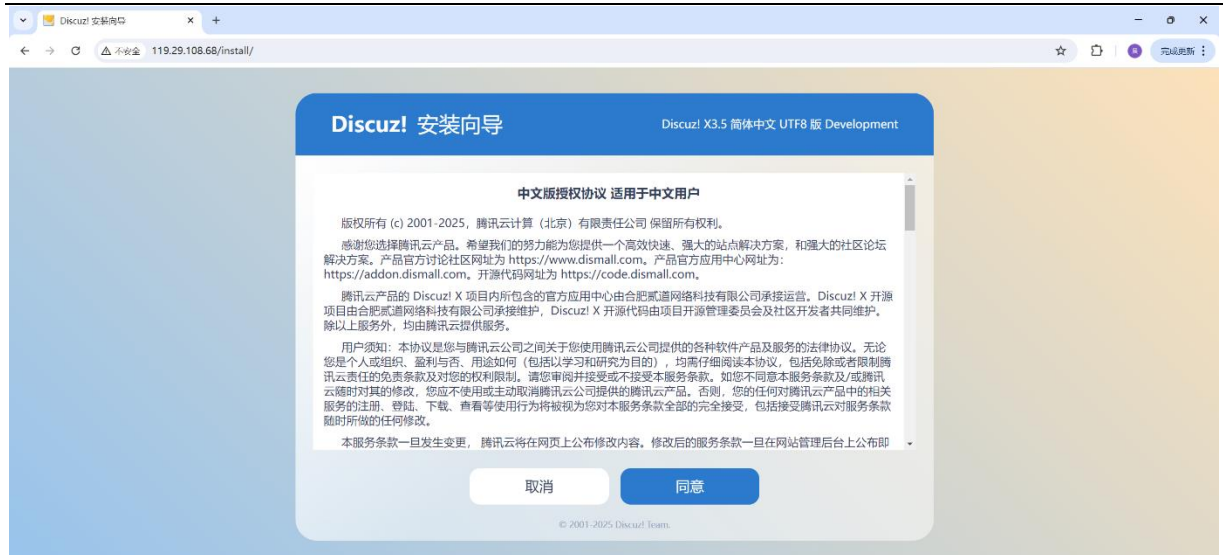 Discuz! 安装向导
不安全 119.29.108.68/install/
完成更新
Discuz! 安装向导
Discuz! X3.5 简体中文 UTF8 版 Development
中文版授权协议 适用于中文用户
版权所有 (c) 2001-2025，腾讯云计算（北京）有限责任公司 保留所有权利。
感谢您选择腾讯云产品。希望我们的努力能为您提供一个高效快速、强大的站点解决方案，和强大的社区论坛
解决方案。产品官方讨论社区网址为 https://www.dismall.com。产品官方应用中心网址为：
https://addon.dismall.com。开源代码网址为 https://code.dismall.com。
腾讯云产品的 Discuz! X 项目内所包含的官方应用中心由合肥贰道网络科技有限公司承接运营。Discuz! X 开源
项目由合肥贰道网络科技有限公司承接维护，Discuz! X 开源代码由项目开源管理委员会及社区开发者共同维护。
除以上服务外，均由腾讯云提供服务。
用户须知：本协议是您与腾讯云公司之间关于您使用腾讯云公司提供的各种软件产品及服务的法律协议。无论
您是个人或组织、盈利与否、用途如何（包括以学习和研究为目的），均需仔细阅读本协议，包括免除或者限制腾
讯云责任的免责条款及对您的权利限制。请您审阅并接受或不接受本服务条款。如您不同意本服务条款及/或腾讯
云随时对其的修改，您应不使用或主动取消腾讯云公司提供的腾讯云产品。否则，您的任何对腾讯云产品中的相关
服务的注册、登陆、下载、查看等使用行为将被视为您对本服务条款全部的完全接受，包括接受腾讯云对服务条款
随时所做的任何修改。
本服务条款一旦发生变更， 腾讯云将在网页上公布修改内容。修改后的服务条款一旦在网站管理后台上公布即
取消
同意
© 2001-2025 Discuz! Team.